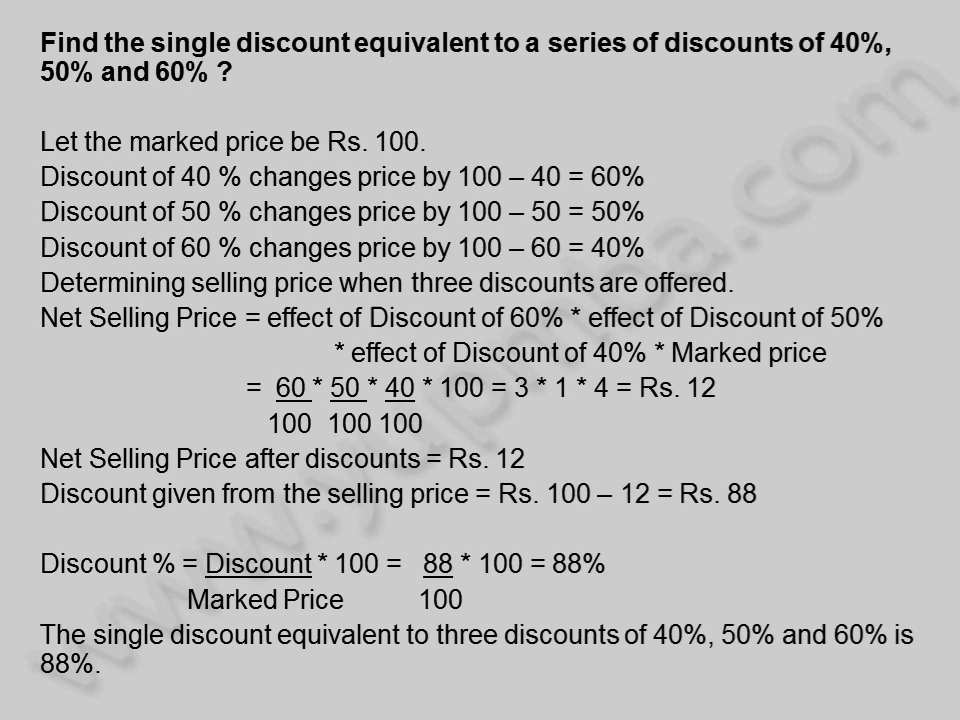 Find the single discount equivalent to a series of discounts of 40%,
50% and 60% ?
Let the marked price be Rs. 100.
Discount of 40 % changes price by 100 – 40 = 60%
Discount of 50 % changes price by 100 – 50 = 50%
Discount of 60 % changes price by 100 – 60 = 40%
Determining selling price when three discounts are offered.
Net Selling Price = effect of Discount of 60% * effect of Discount of 50%
* effect of Discount of 40% * Marked price
= 60 * 50 * 40 * 100 = 3 * 1 * 4 = Rs. 12
100 100 100
Net Selling Price after discounts = Rs. 12
Discount given from the selling price = Rs. 100 – 12 = Rs. 88
Discount % = Discount * 100 = 88 * 100 = 88%
Marked Price 100
The single discount equivalent to three discounts of 40%, 50% and 60% is
88%.
www.yupmba.com